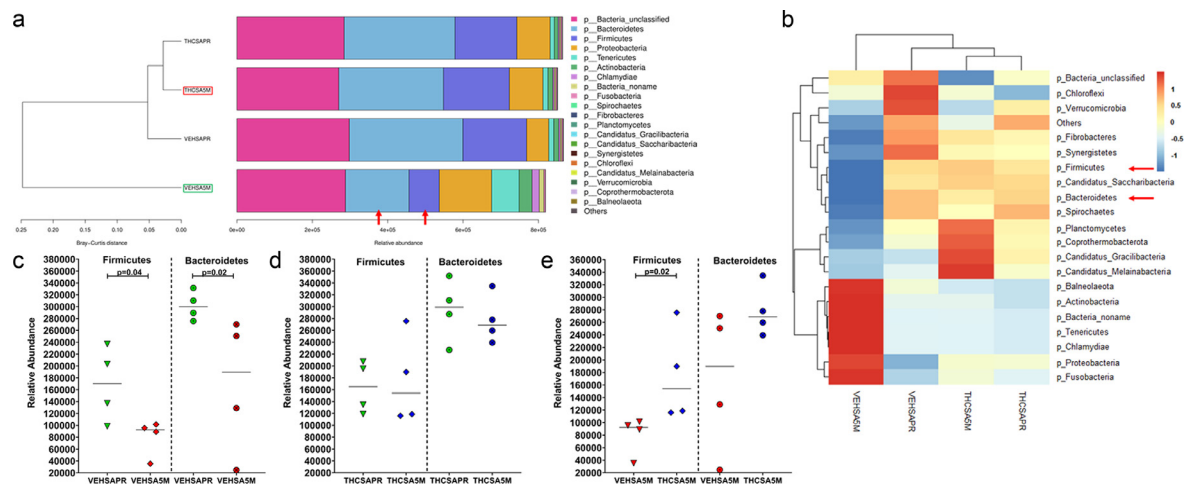 a
THCSAPR
THCSA5M
VEHSAPR
VEHSA5M
0.25
0.20
0.15
0.10
0.05
0.00
Bray-Curtis distance
0e+00
2e+05
4e+05
6e+05
8e+05
Relative abundance
p__Bacteria_unclassified
p__Bacteroidetes
p__Firmicutes
p__Proteobacteria
p__Tenericutes
p__Actinobacteria
p__Chlamydiae
p__Bacteria_noname
p__Fusobacteria
p__Spirochaetes
p__Fibrobacteres
p__Planctomycetes
p__Candidatus_Gracilibacteria
p__Candidatus_Saccharibacteria
p__Synergistetes
p__Chloroflexi
p__Candidatus_Melainabacteria
p__Verrucomicrobia
p__Coprothermobacterota
p__Balneolaeota
Others
b
p_Bacteria_unclassified
p_Chloroflexi
p_Verrucomicrobia
Others
p_Fibrobacteres
p_Synergistetes
p_Firmicutes
p_Candidatus_Saccharibacteria
p_Bacteroidetes
p_Spirochaetes
p_Planctomycetes
p_Coprothermobacterota
p_Candidatus_Gracilibacteria
p_Candidatus_Melainabacteria
p_Balneolaeota
p_Actinobacteria
p_Bacteria_noname
p_Tenericutes
p_Chlamydiae
p_Proteobacteria
p_Fusobacteria
1
0.5
0
-0.5
-1
VEHSA5M
VEHSAPR
THCSA5M
THCSAPR
c
Firmicutes
Bacteroidetes
p=0.04
p=0.02
Relative Abundance
380000
360000
340000
320000
300000
280000
260000
240000
220000
200000
180000
160000
140000
120000
100000
80000
60000
40000
20000
VEHSAPR VEHSA5M VEHSAPR VEHSA5M
d
Firmicutes
Bacteroidetes
Relative Abundance
380000
360000
340000
320000
300000
280000
260000
240000
220000
200000
180000
160000
140000
120000
100000
80000
60000
40000
20000
THCSAPR THCSA5M THCSAPR THCSA5M
e
Firmicutes
Bacteroidetes
p=0.02
Relative Abundance
360000
340000
320000
300000
280000
260000
240000
220000
200000
180000
160000
140000
120000
100000
80000
60000
40000
20000
VEHSA5M THCSA5M VEHSA5M THCSA5M